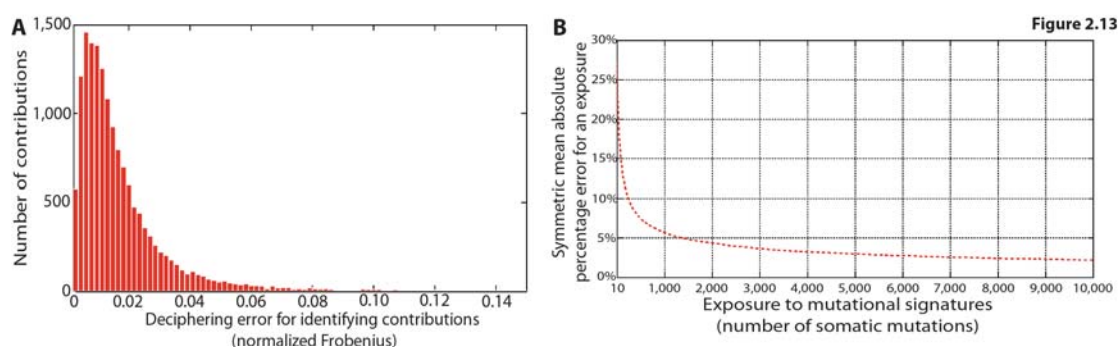 Figure 2.13
A
Number of contributions
1,500
1,000
500
0
0 0.02 0.04 0.06 0.08 0.10 0.12 0.14
Deciphering error for identifying contributions
(normalized Frobenius)
B
Symmetric mean absolute
percentage error for an exposure
30%
25%
20%
15%
10%
5%
0%
10 1,000 2,000 3,000 4,000 5,000 6,000 7,000 8,000 9,000 10,000
Exposure to mutational signatures
(number of somatic mutations)